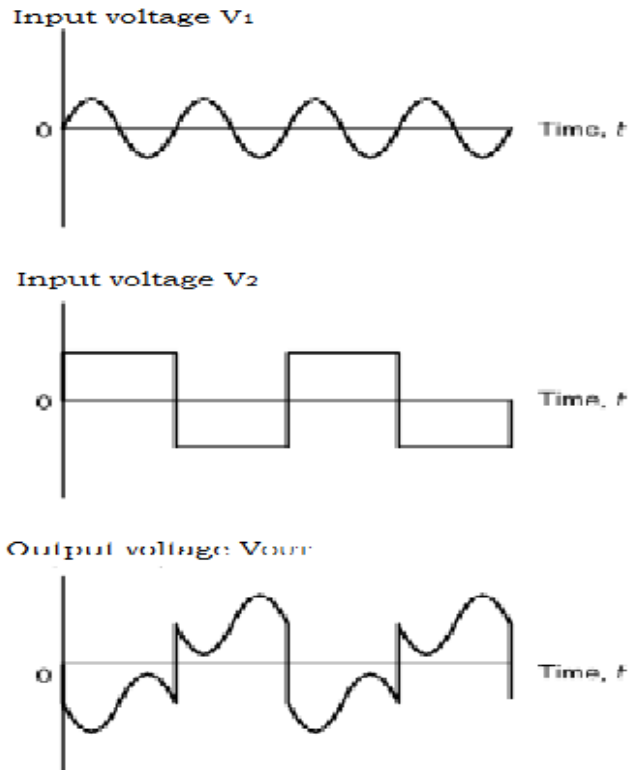 Input voltage V1
0
Time, t
Input voltage V2
0
Time, t
Output voltage VOUT
0
Time, t